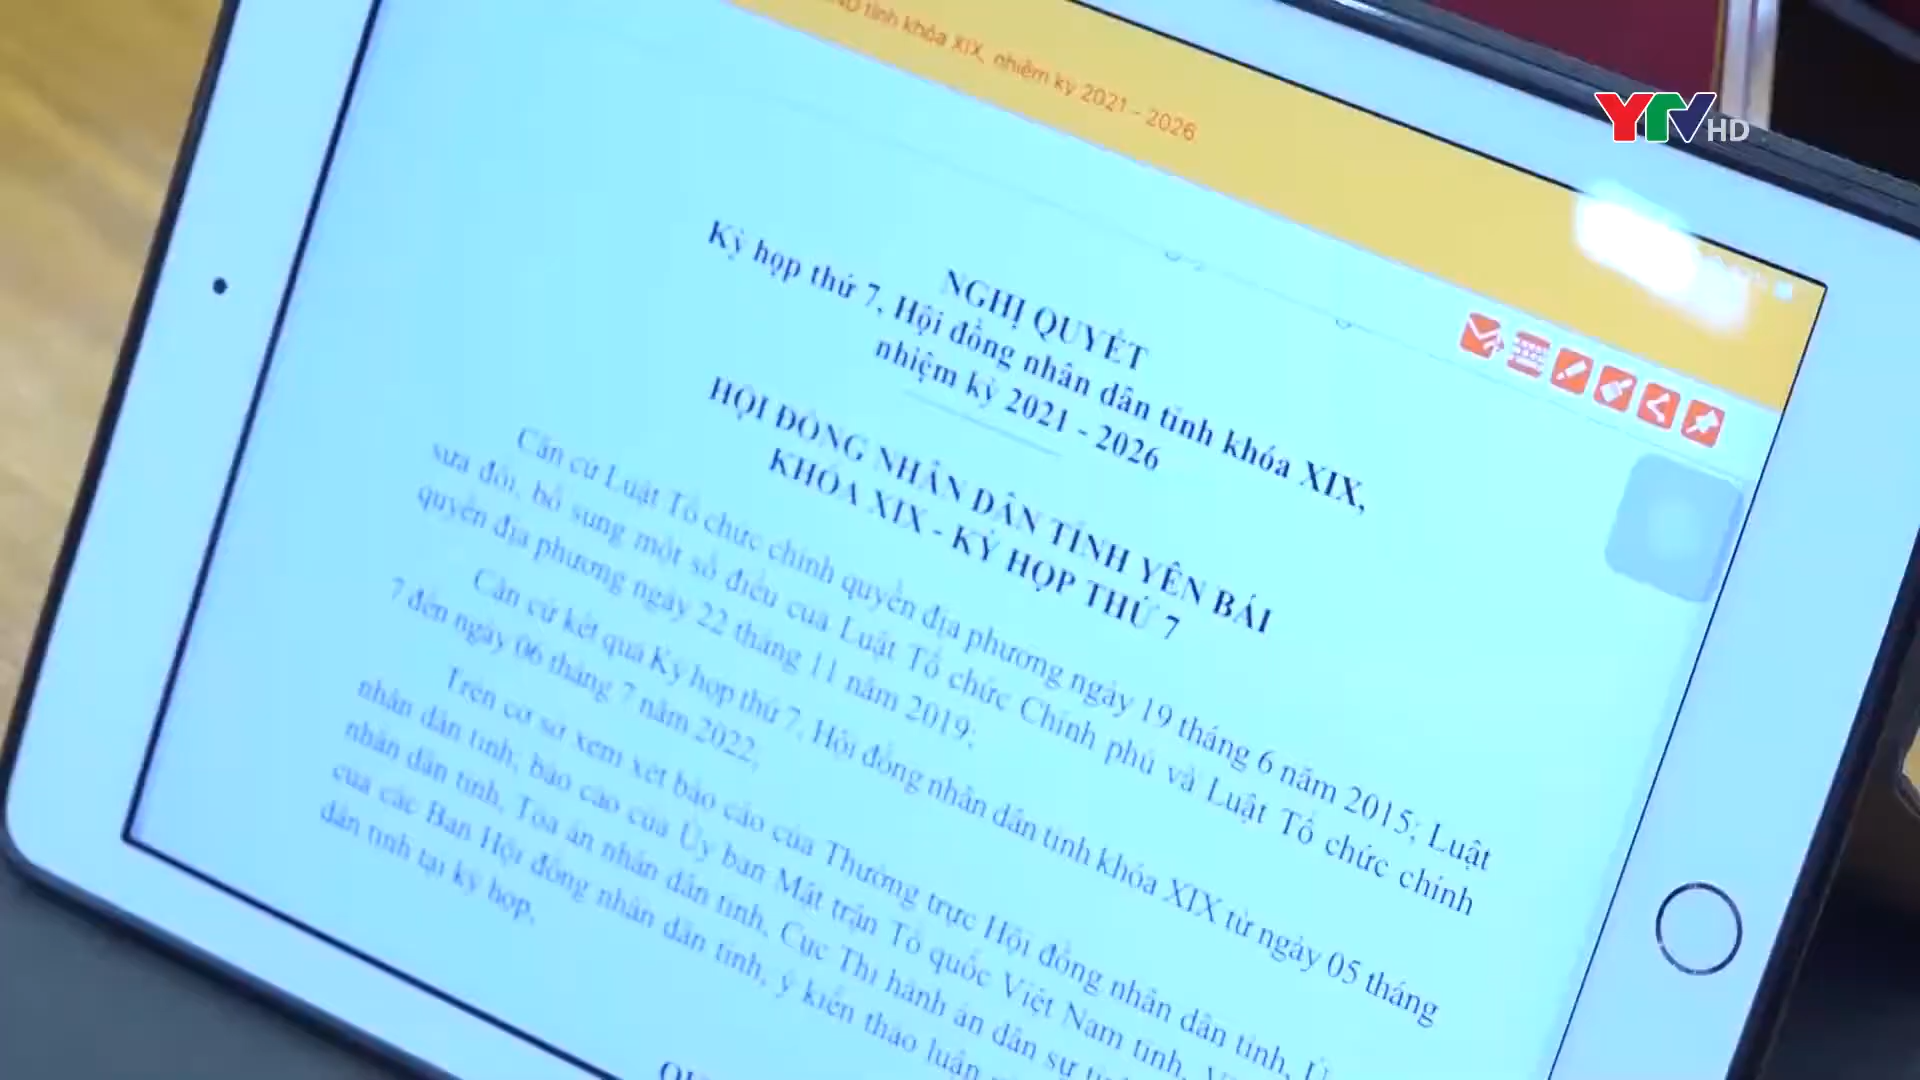 YTV HD
tỉnh khóa XIX, nhiệm kỳ 2021 - 2026
NGHỊ QUYẾT
Kỳ họp thứ 7, Hội đồng nhân dân tỉnh khóa XIX,
nhiệm kỳ 2021 - 2026
HỘI ĐỒNG NHÂN DÂN TỈNH YÊN BÁI
KHÓA XIX - KỲ HỌP THỨ 7
Căn cứ Luật Tổ chức chính quyền địa phương ngày 19 tháng 6 năm 2015; Luật
sửa đổi, bổ sung một số điều của Luật Tổ chức Chính phủ và Luật Tổ chức chính
quyền địa phương ngày 22 tháng 11 năm 2019;
Căn cứ kết quả Kỳ họp thứ 7, Hội đồng nhân dân tỉnh khóa XIX từ ngày 05 tháng
7 đến ngày 06 tháng 7 năm 2022;
Trên cơ sở xem xét báo cáo của Thường trực Hội đồng nhân dân tỉnh,
nhân dân tỉnh; báo cáo của Ủy ban Mặt trận Tổ quốc Việt Nam tỉnh,
nhân dân tỉnh, Tòa án nhân dân tỉnh, Cục Thi hành án dân sự
của các Ban Hội đồng nhân dân tỉnh; ý kiến thảo luận
dân tỉnh tại kỳ họp,